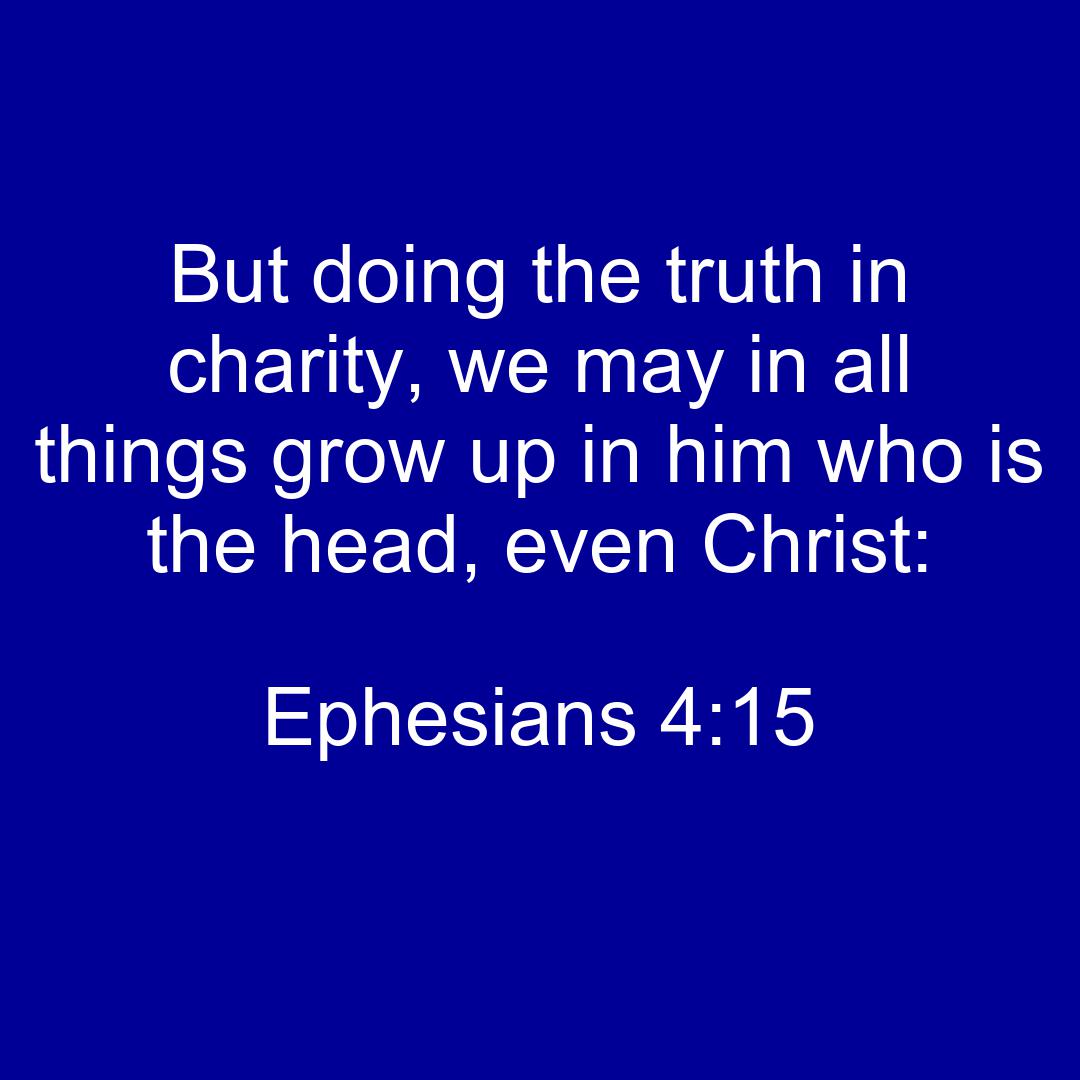 But doing the truth in
charity, we may in all
things grow up in him who is
the head, even Christ:
Ephesians 4:15